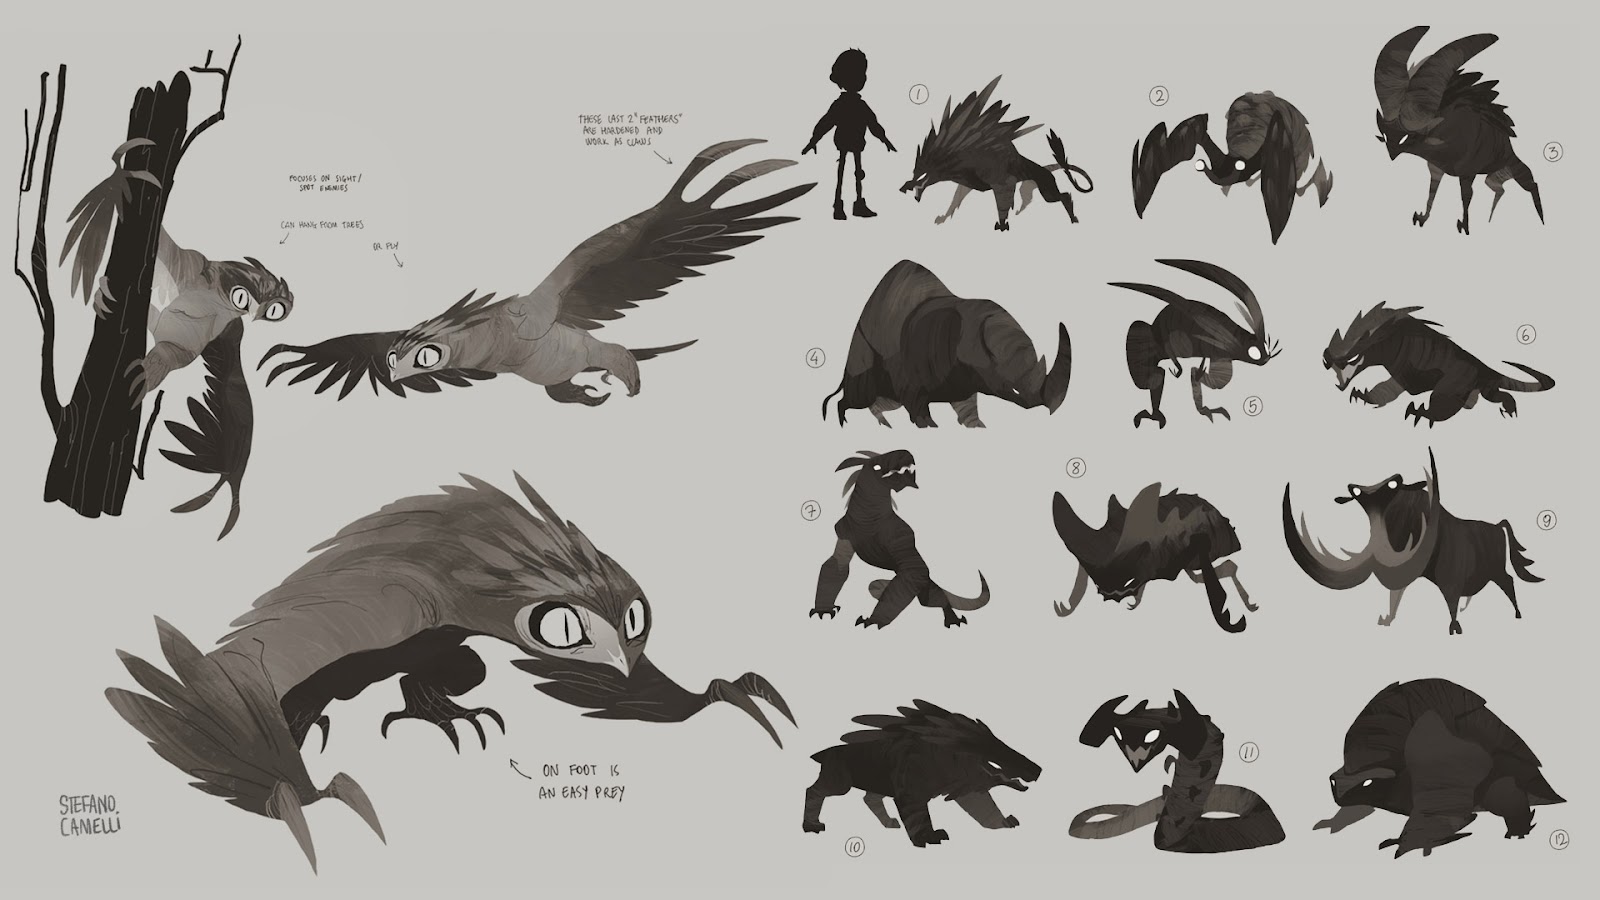 THESE LAST 2 "FEATHERS"
ARE HARDENED AND
WORK AS CLAWS
FOCUSES ON SIGHT/
SPOT ENEMIES
CAN HANG FROM TREES
OR FLY
ON FOOT IS
AN EASY PREY
STEFANO
CAMELLI
1
2
3
4
5
6
7
8
9
10
11
12